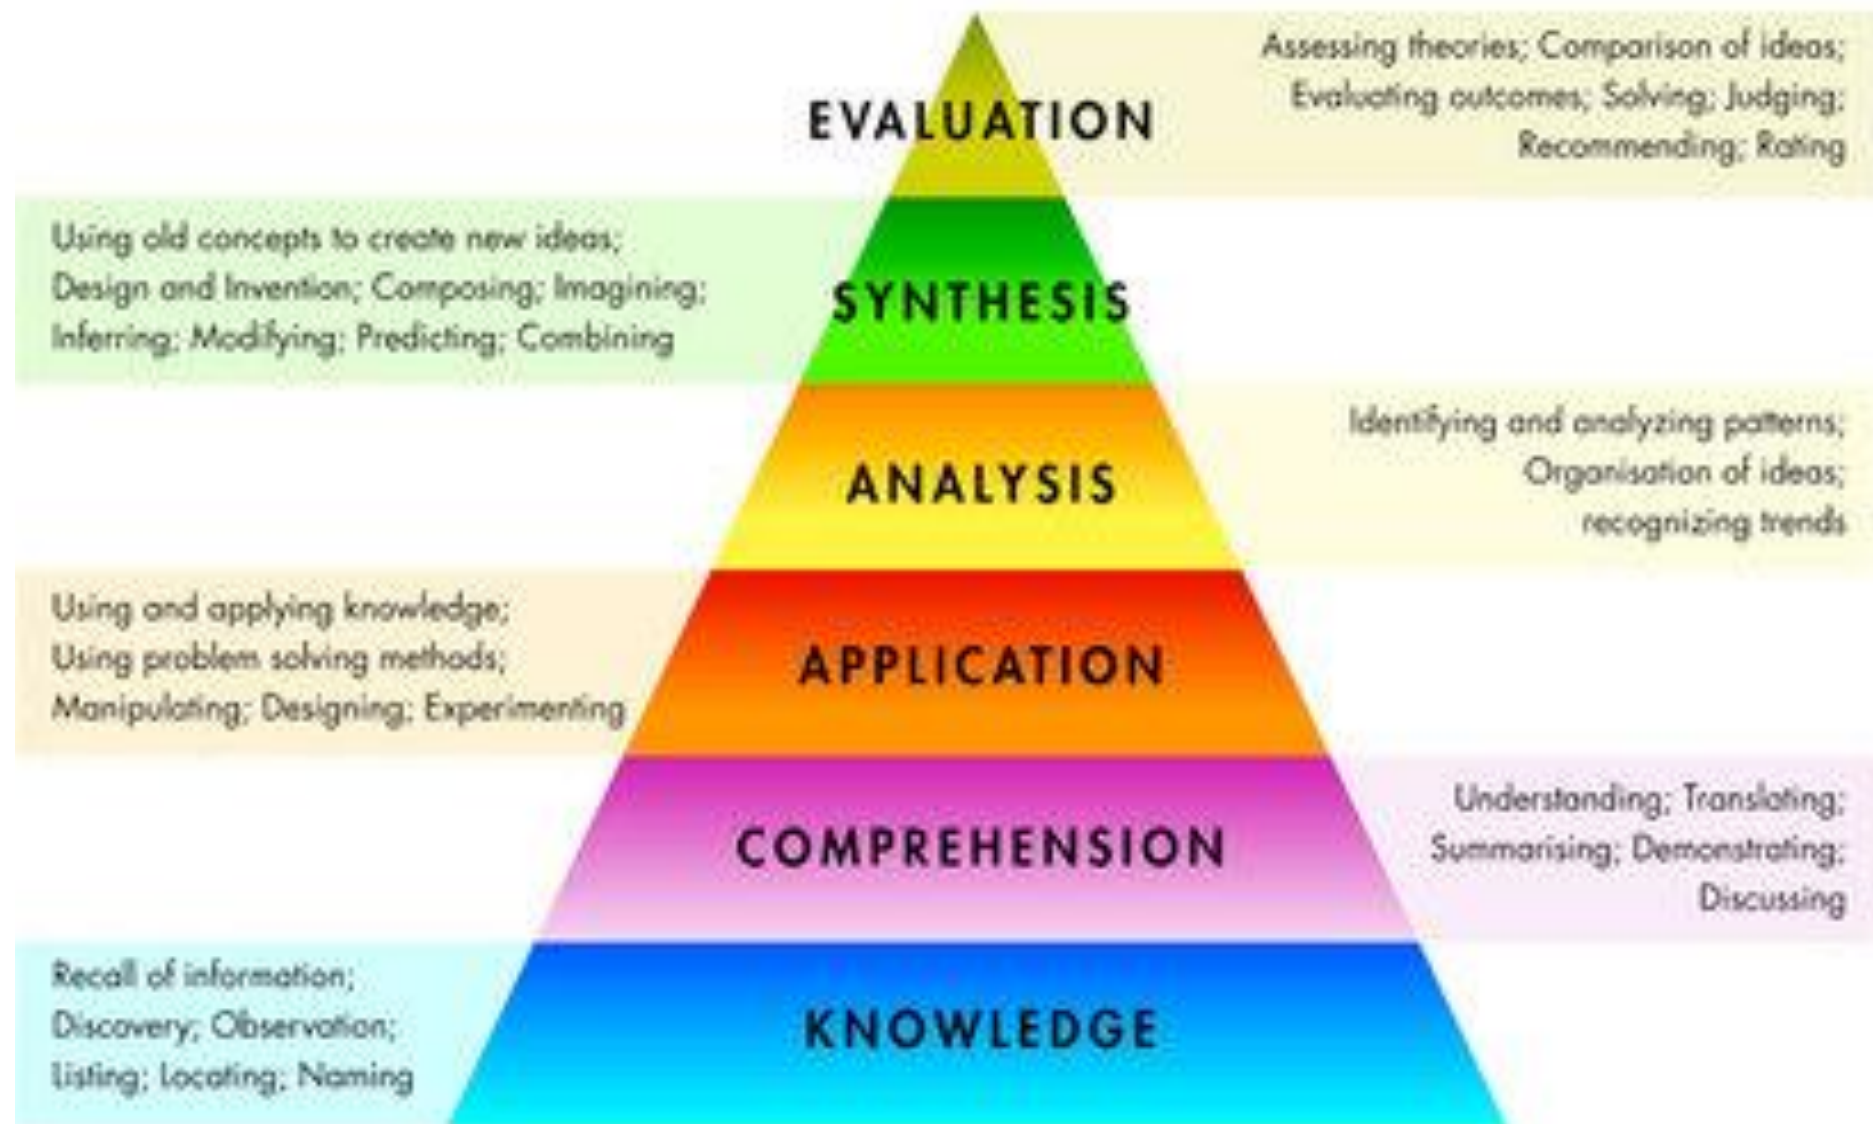 Assessing theories; Comparison of ideas;
Evaluating outcomes; Solving; Judging;
Recommending; Rating
EVALUATION
Using old concepts to create new ideas;
Design and Invention; Composing; Imagining;
Inferring; Modifying; Predicting; Combining
SYNTHESIS
Identifying and analyzing patterns;
Organisation of ideas;
recognizing trends
ANALYSIS
Using and applying knowledge;
Using problem solving methods;
Manipulating; Designing; Experimenting
APPLICATION
Understanding; Translating;
Summarising; Demonstrating;
Discussing
COMPREHENSION
Recall of information;
Discovery; Observation;
Listing; Locating; Naming
KNOWLEDGE